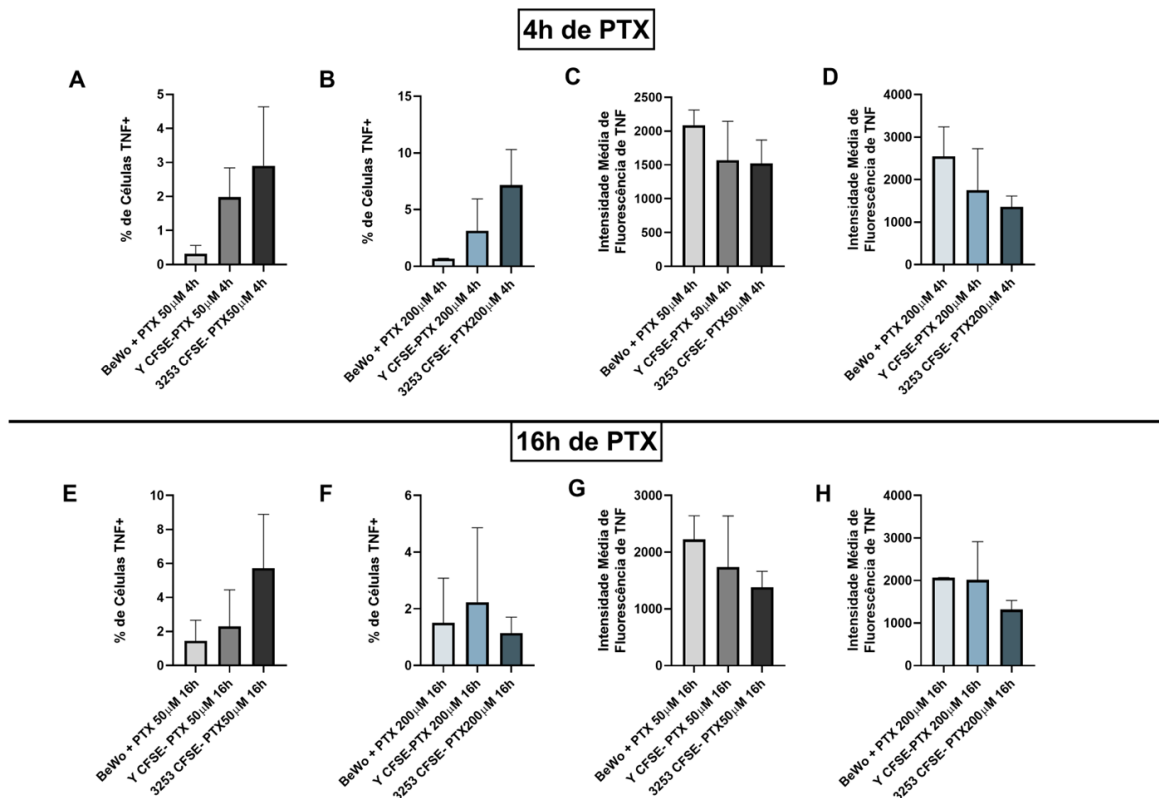 4h de PTX
A
% de Células TNF+
5
4
3
2
1
0
BeWo + PTX 50µM 4h
Y CFSE-PTX 50µM 4h
3253 CFSE- PTX50µM 4h
B
% de Células TNF+
15
10
5
0
BeWo + PTX 200µM 4h
Y CFSE-PTX 200µM 4h
3253 CFSE- PTX200µM 4h
C
Intensidade Média de
Fluorescência de TNF
2500
2000
1500
1000
500
0
BeWo + PTX 50µM 4h
Y CFSE-PTX 50µM 4h
3253 CFSE- PTX50µM 4h
D
Intensidade Média de
Fluorescência de TNF
4000
3000
2000
1000
0
BeWo + PTX 200µM 4h
Y CFSE-PTX 200µM 4h
3253 CFSE- PTX200µM 4h
16h de PTX
E
% de Células TNF+
10
8
6
4
2
0
BeWo + PTX 50µM 16h
Y CFSE- PTX 50µM 16h
3253 CFSE- PTX50µM 16h
F
% de Células TNF+
6
4
2
0
BeWo + PTX 200µM 16h
Y CFSE-PTX 200µM 16h
3253 CFSE- PTX200µM 16h
G
Intensidade Média de
Fluorescência de TNF
3000
2000
1000
0
BeWo + PTX 50µM 16h
Y CFSE- PTX 50µM 16h
3253 CFSE- PTX50µM 16h
H
Intensidade Média de
Fluorescência de TNF
4000
3000
2000
1000
0
BeWo + PTX 200µM 16h
Y CFSE-PTX 200µM 16h
3253 CFSE- PTX200µM 16h